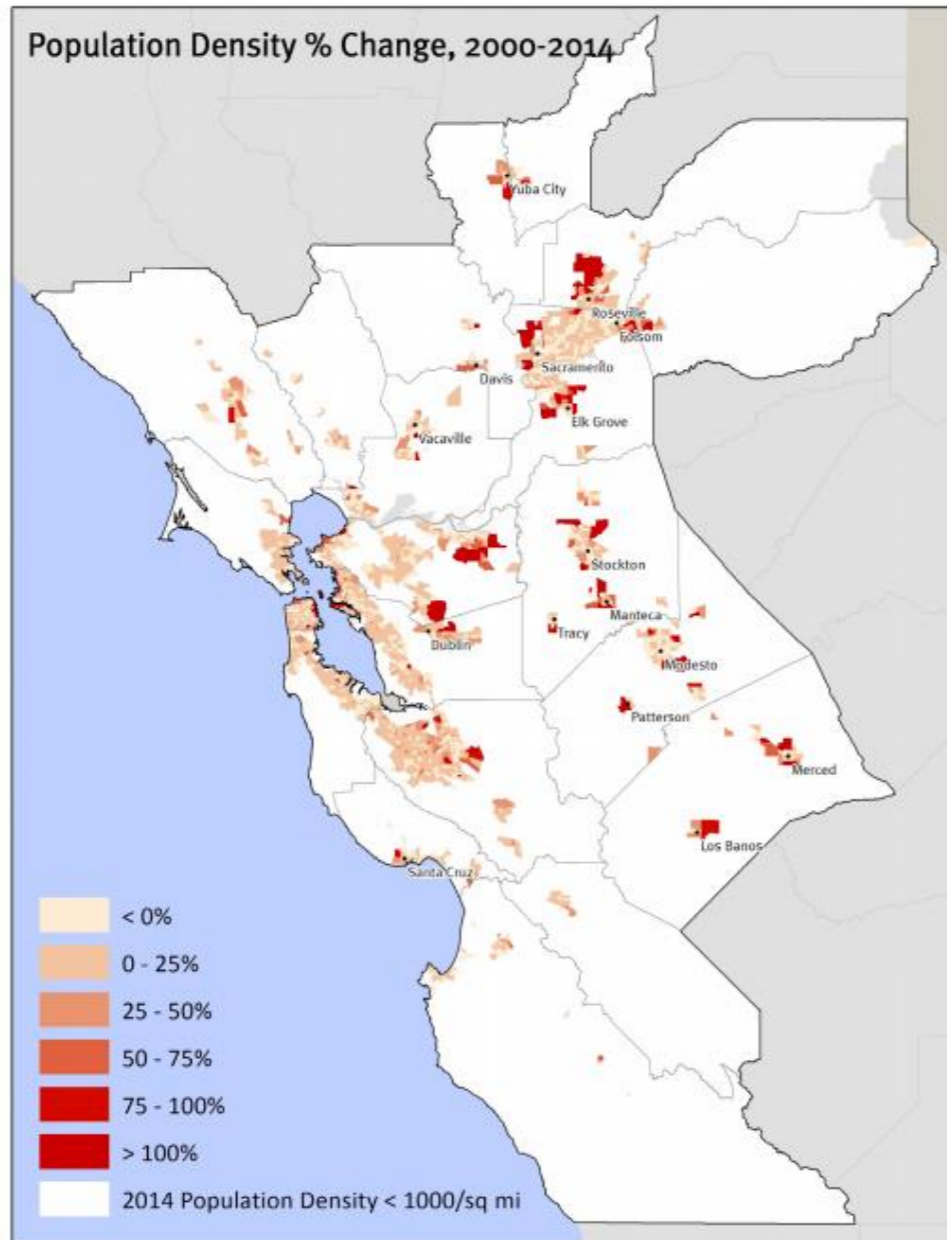 Population Density % Change, 2000-2014
Yuba City
Roseville
Folsom
Sacramento
Davis
Elk Grove
Vacaville
Stockton
Manteca
Tracy
Dublin
Modesto
Patterson
Merced
Los Banos
Santa Cruz
< 0%
0 - 25%
25 - 50%
50 - 75%
75 - 100%
> 100%
2014 Population Density < 1000/sq mi